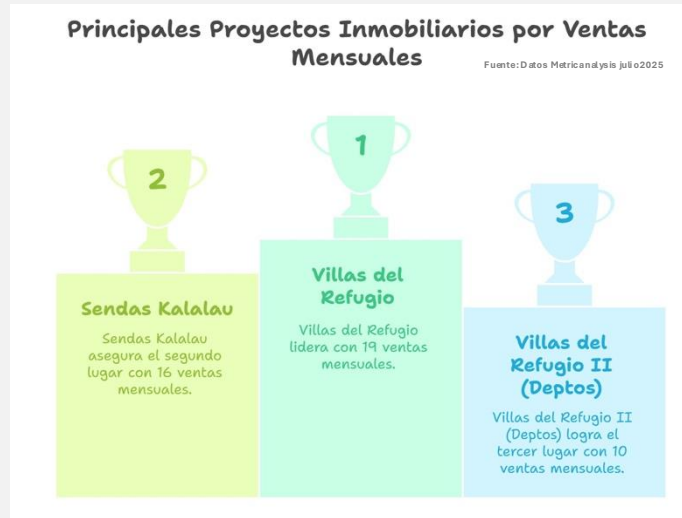 Principales Proyectos Inmobiliarios por Ventas
Mensuales
Fuente: Datos Metricanalysis julio2025
2
1
3
Sendas Kalalau
Sendas Kalalau
asegura el segundo
lugar con 16 ventas
mensuales.
Villas del
Refugio
Villas del Refugio
lidera con 19 ventas
mensuales.
Villas del
Refugio II
(Deptos)
Villas del Refugio II
(Deptos) logra el
tercer lugar con 10
ventas mensuales.